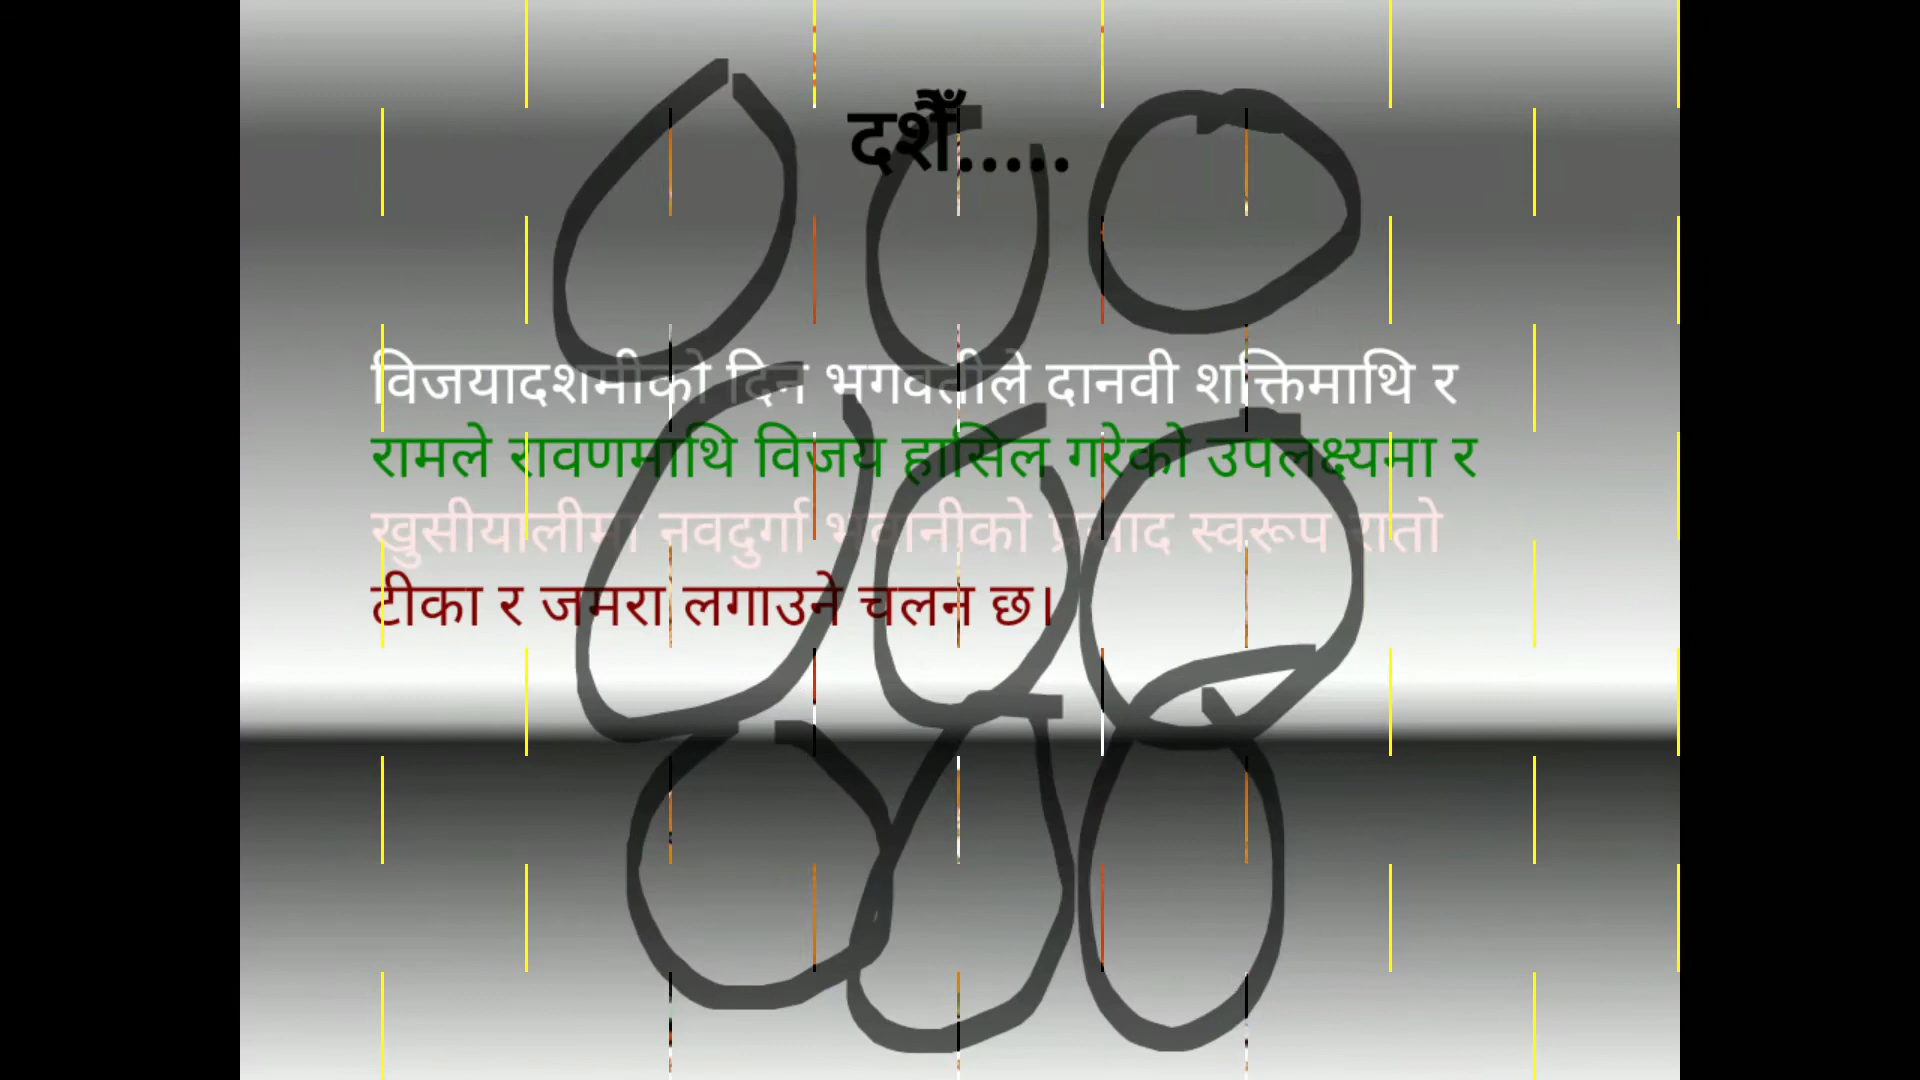 दशैँ.....
विजयादशमीको दिन भगवतीले दानवी शक्तिमाथि र
रामले रावणमाथि विजय हासिल गरेको उपलक्ष्यमा र
खुसीयालीमा नवदुर्गा भवानीको प्रसाद स्वरूप रातो
टीका र जमरा लगाउने चलन छ।